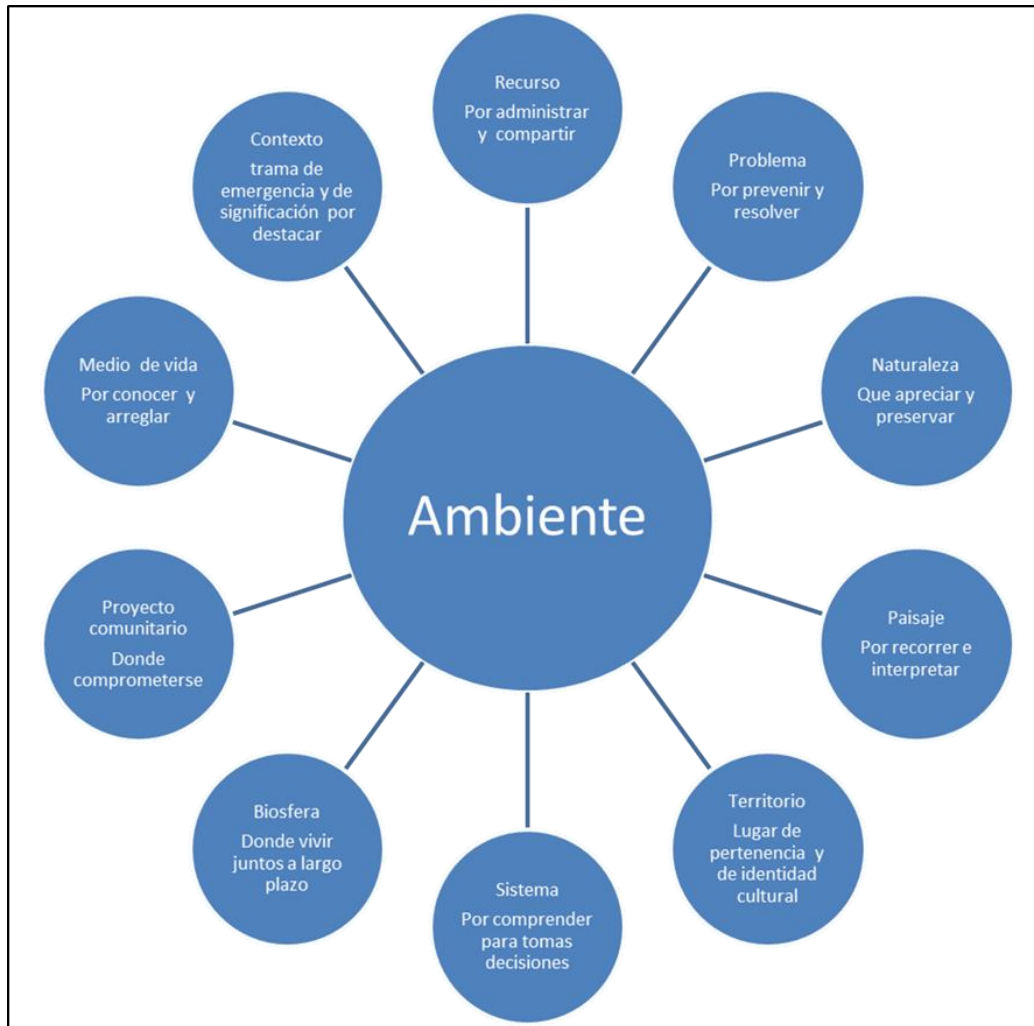 Recurso
Por administrar
y compartir
Problema
Por prevenir y
resolver
Naturaleza
Que apreciar y
preservar
Paisaje
Por recorrer e
interpretar
Territorio
Lugar de
pertenencia y
de identidad
cultural
Sistema
Por comprender
para tomas
decisiones
Biosfera
Donde vivir
juntos a largo
plazo
Proyecto
comunitario
Donde
comprometerse
Medio de vida
Por conocer y
arreglar
Contexto
trama de
emergencia y de
significación por
destacar
Ambiente